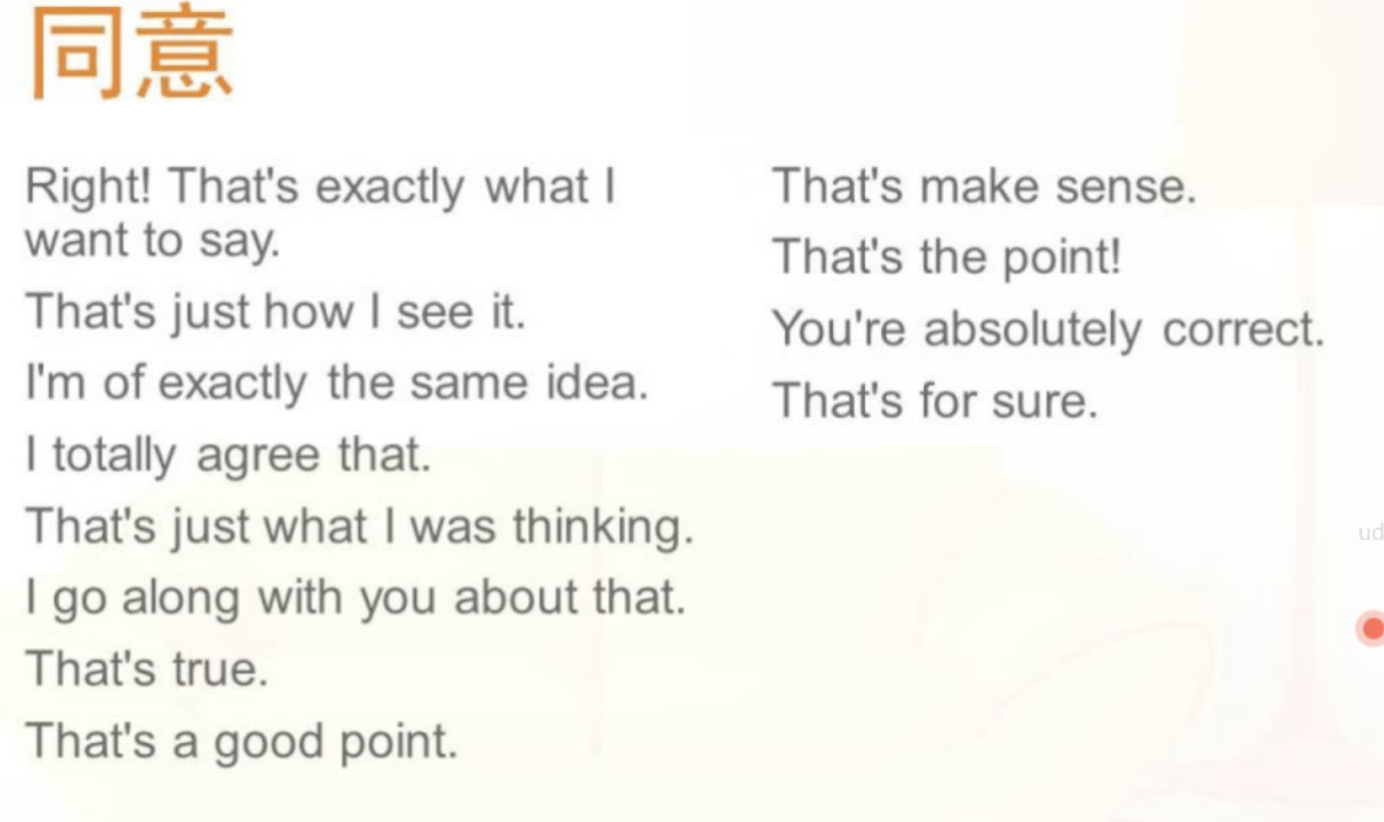 同意
Right! That's exactly what I
want to say.
That's just how I see it.
I'm of exactly the same idea.
I totally agree that.
That's just what I was thinking.
I go along with you about that.
That's true.
That's a good point.
That's make sense.
That's the point!
You're absolutely correct.
That's for sure.
ud